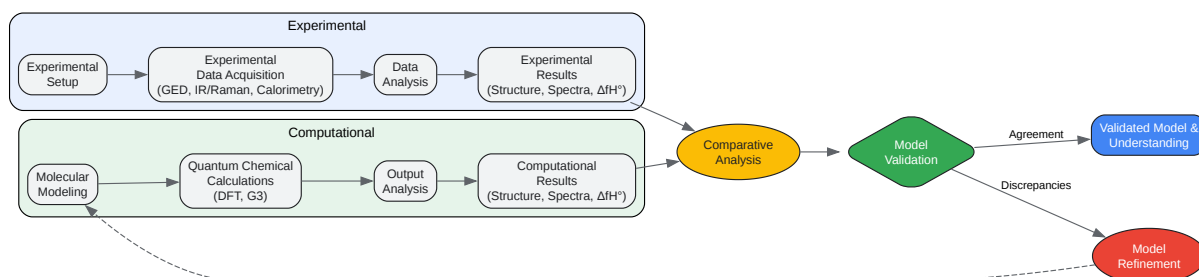 Experimental
Experimental
Setup
Experimental
Data Acquisition
(GED, IR/Raman, Calorimetry)
Data
Analysis
Experimental
Results
(Structure, Spectra, ΔfH°)
Computational
Molecular
Modeling
Quantum Chemical
Calculations
(DFT, G3)
Output
Analysis
Computational
Results
(Structure, Spectra, ΔfH°)
Comparative
Analysis
Model
Validation
Agreement
Validated Model &
Understanding
Discrepancies
Model
Refinement